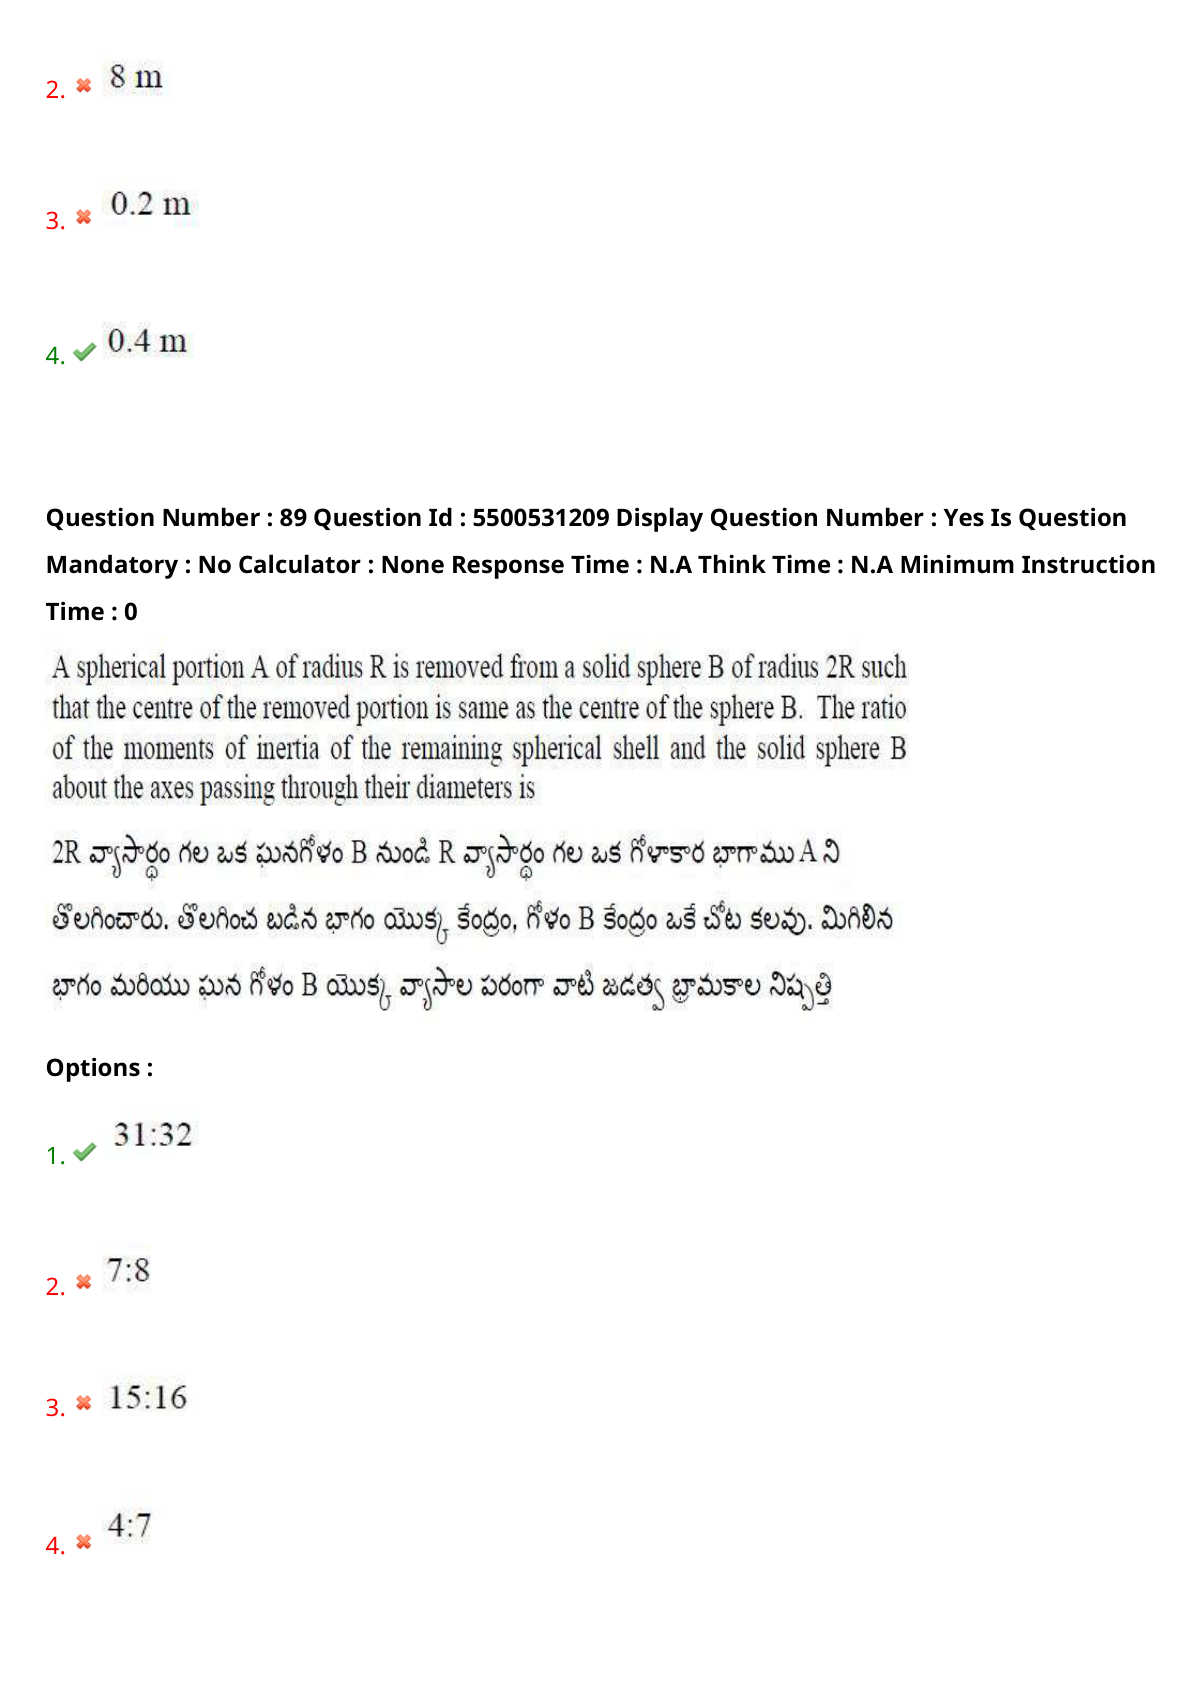 2. 8 m
3. 0.2 m
4. 0.4 m
Question Number : 89 Question Id : 5500531209 Display Question Number : Yes Is Question
Mandatory : No Calculator : None Response Time : N.A Think Time : N.A Minimum Instruction
Time : 0
A spherical portion A of radius R is removed from a solid sphere B of radius 2R such
that the centre of the removed portion is same as the centre of the sphere B. The ratio
of the moments of inertia of the remaining spherical shell and the solid sphere B
about the axes passing through their diameters is
2R వ్యాసార్థం గల ఒక ఘనగోళం B నుండి R వ్యాసార్థం గల ఒక గోళాకార భాగాము A ని
తొలగించారు. తొలగించ బడిన భాగం యొక్క కేంద్రం, గోళం B కేంద్రం ఒకే చోట కలవు. మిగిలిన
భాగం మరియు ఘన గోళం B యొక్క వ్యాసాల పరంగా వాటి జడత్వ భ్రామకాల నిష్పత్తి
Options :
1. 31:32
2. 7:8
3. 15:16
4. 4:7